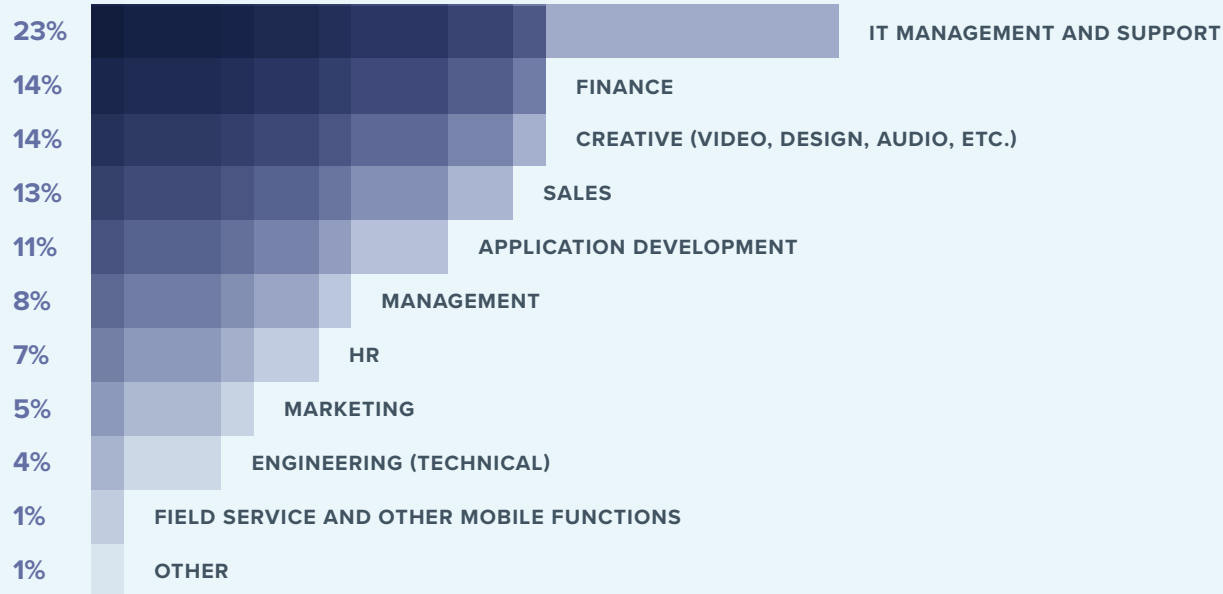 23% IT MANAGEMENT AND SUPPORT
14% FINANCE
14% CREATIVE (VIDEO, DESIGN, AUDIO, ETC.)
13% SALES
11% APPLICATION DEVELOPMENT
8% MANAGEMENT
7% HR
5% MARKETING
4% ENGINEERING (TECHNICAL)
1% FIELD SERVICE AND OTHER MOBILE FUNCTIONS
1% OTHER